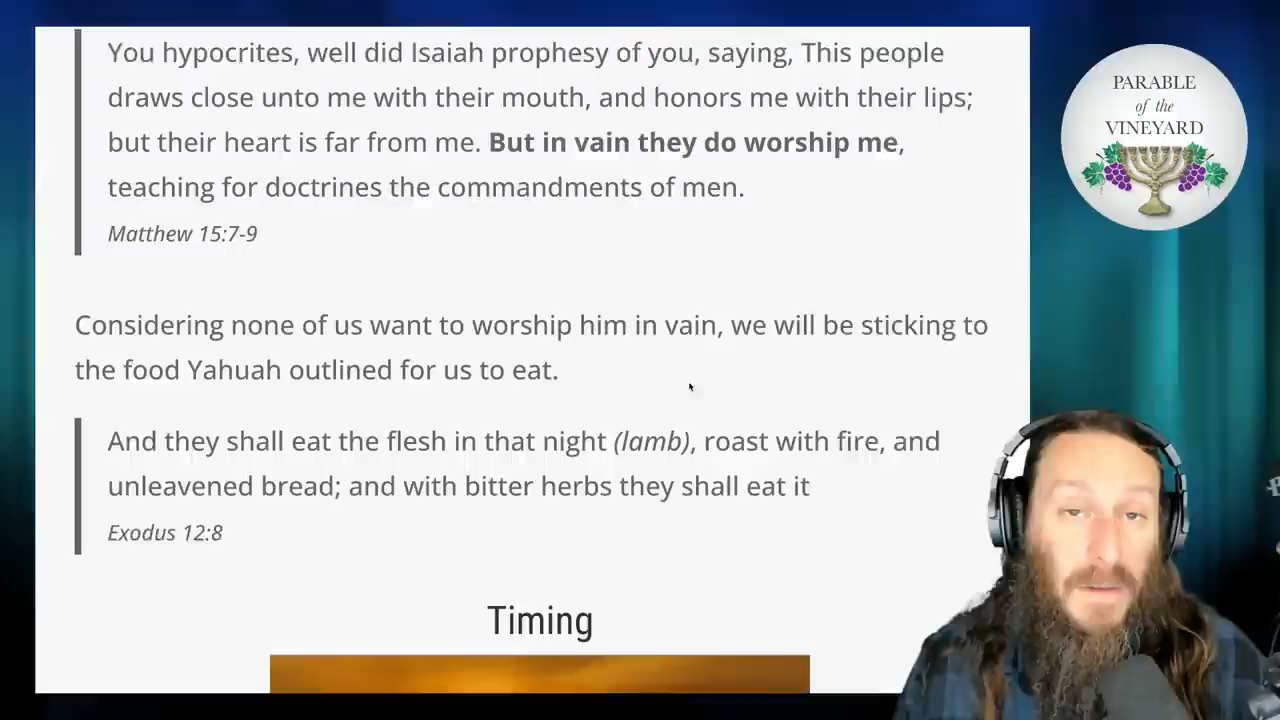 You hypocrites, well did Isaiah prophesy of you, saying, This people
draws close unto me with their mouth, and honors me with their lips;
but their heart is far from me. But in vain they do worship me,
teaching for doctrines the commandments of men.
Matthew 15:7-9
Considering none of us want to worship him in vain, we will be sticking to
the food Yahuah outlined for us to eat.
And they shall eat the flesh in that night (lamb), roast with fire, and
unleavened bread; and with bitter herbs they shall eat it
Exodus 12:8
Timing
PARABLE
of the
VINEYARD